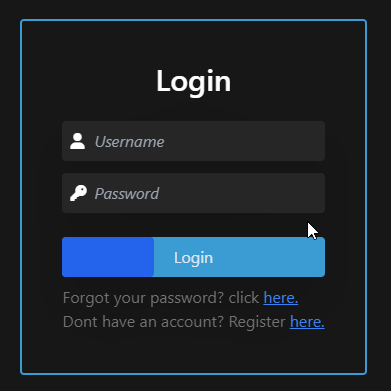 Login
Username
Password
Login
Forgot your password? click here.
Dont have an account? Register here.